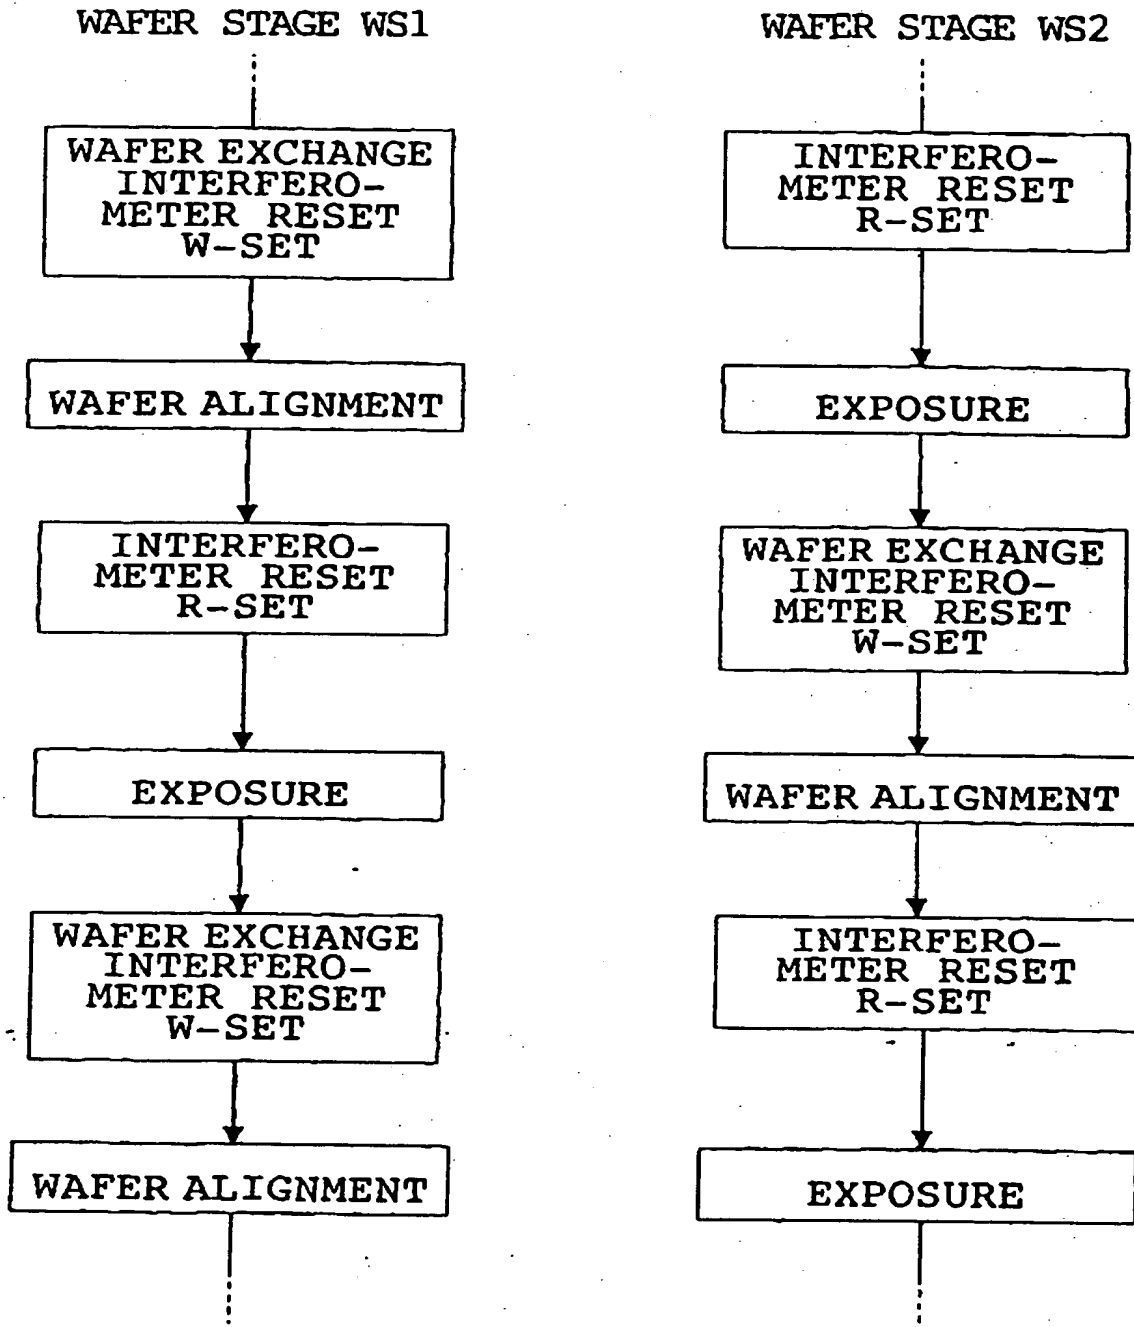 WAFER STAGE WS1
WAFER EXCHANGE
INTERFERO-
METER RESET
W-SET
WAFER ALIGNMENT
INTERFERO-
METER RESET
R-SET
EXPOSURE
WAFER EXCHANGE
INTERFERO-
METER RESET
W-SET
WAFER ALIGNMENT
WAFER STAGE WS2
INTERFERO-
METER RESET
R-SET
EXPOSURE
WAFER EXCHANGE
INTERFERO-
METER RESET
W-SET
WAFER ALIGNMENT
INTERFERO-
METER RESET
R-SET
EXPOSURE